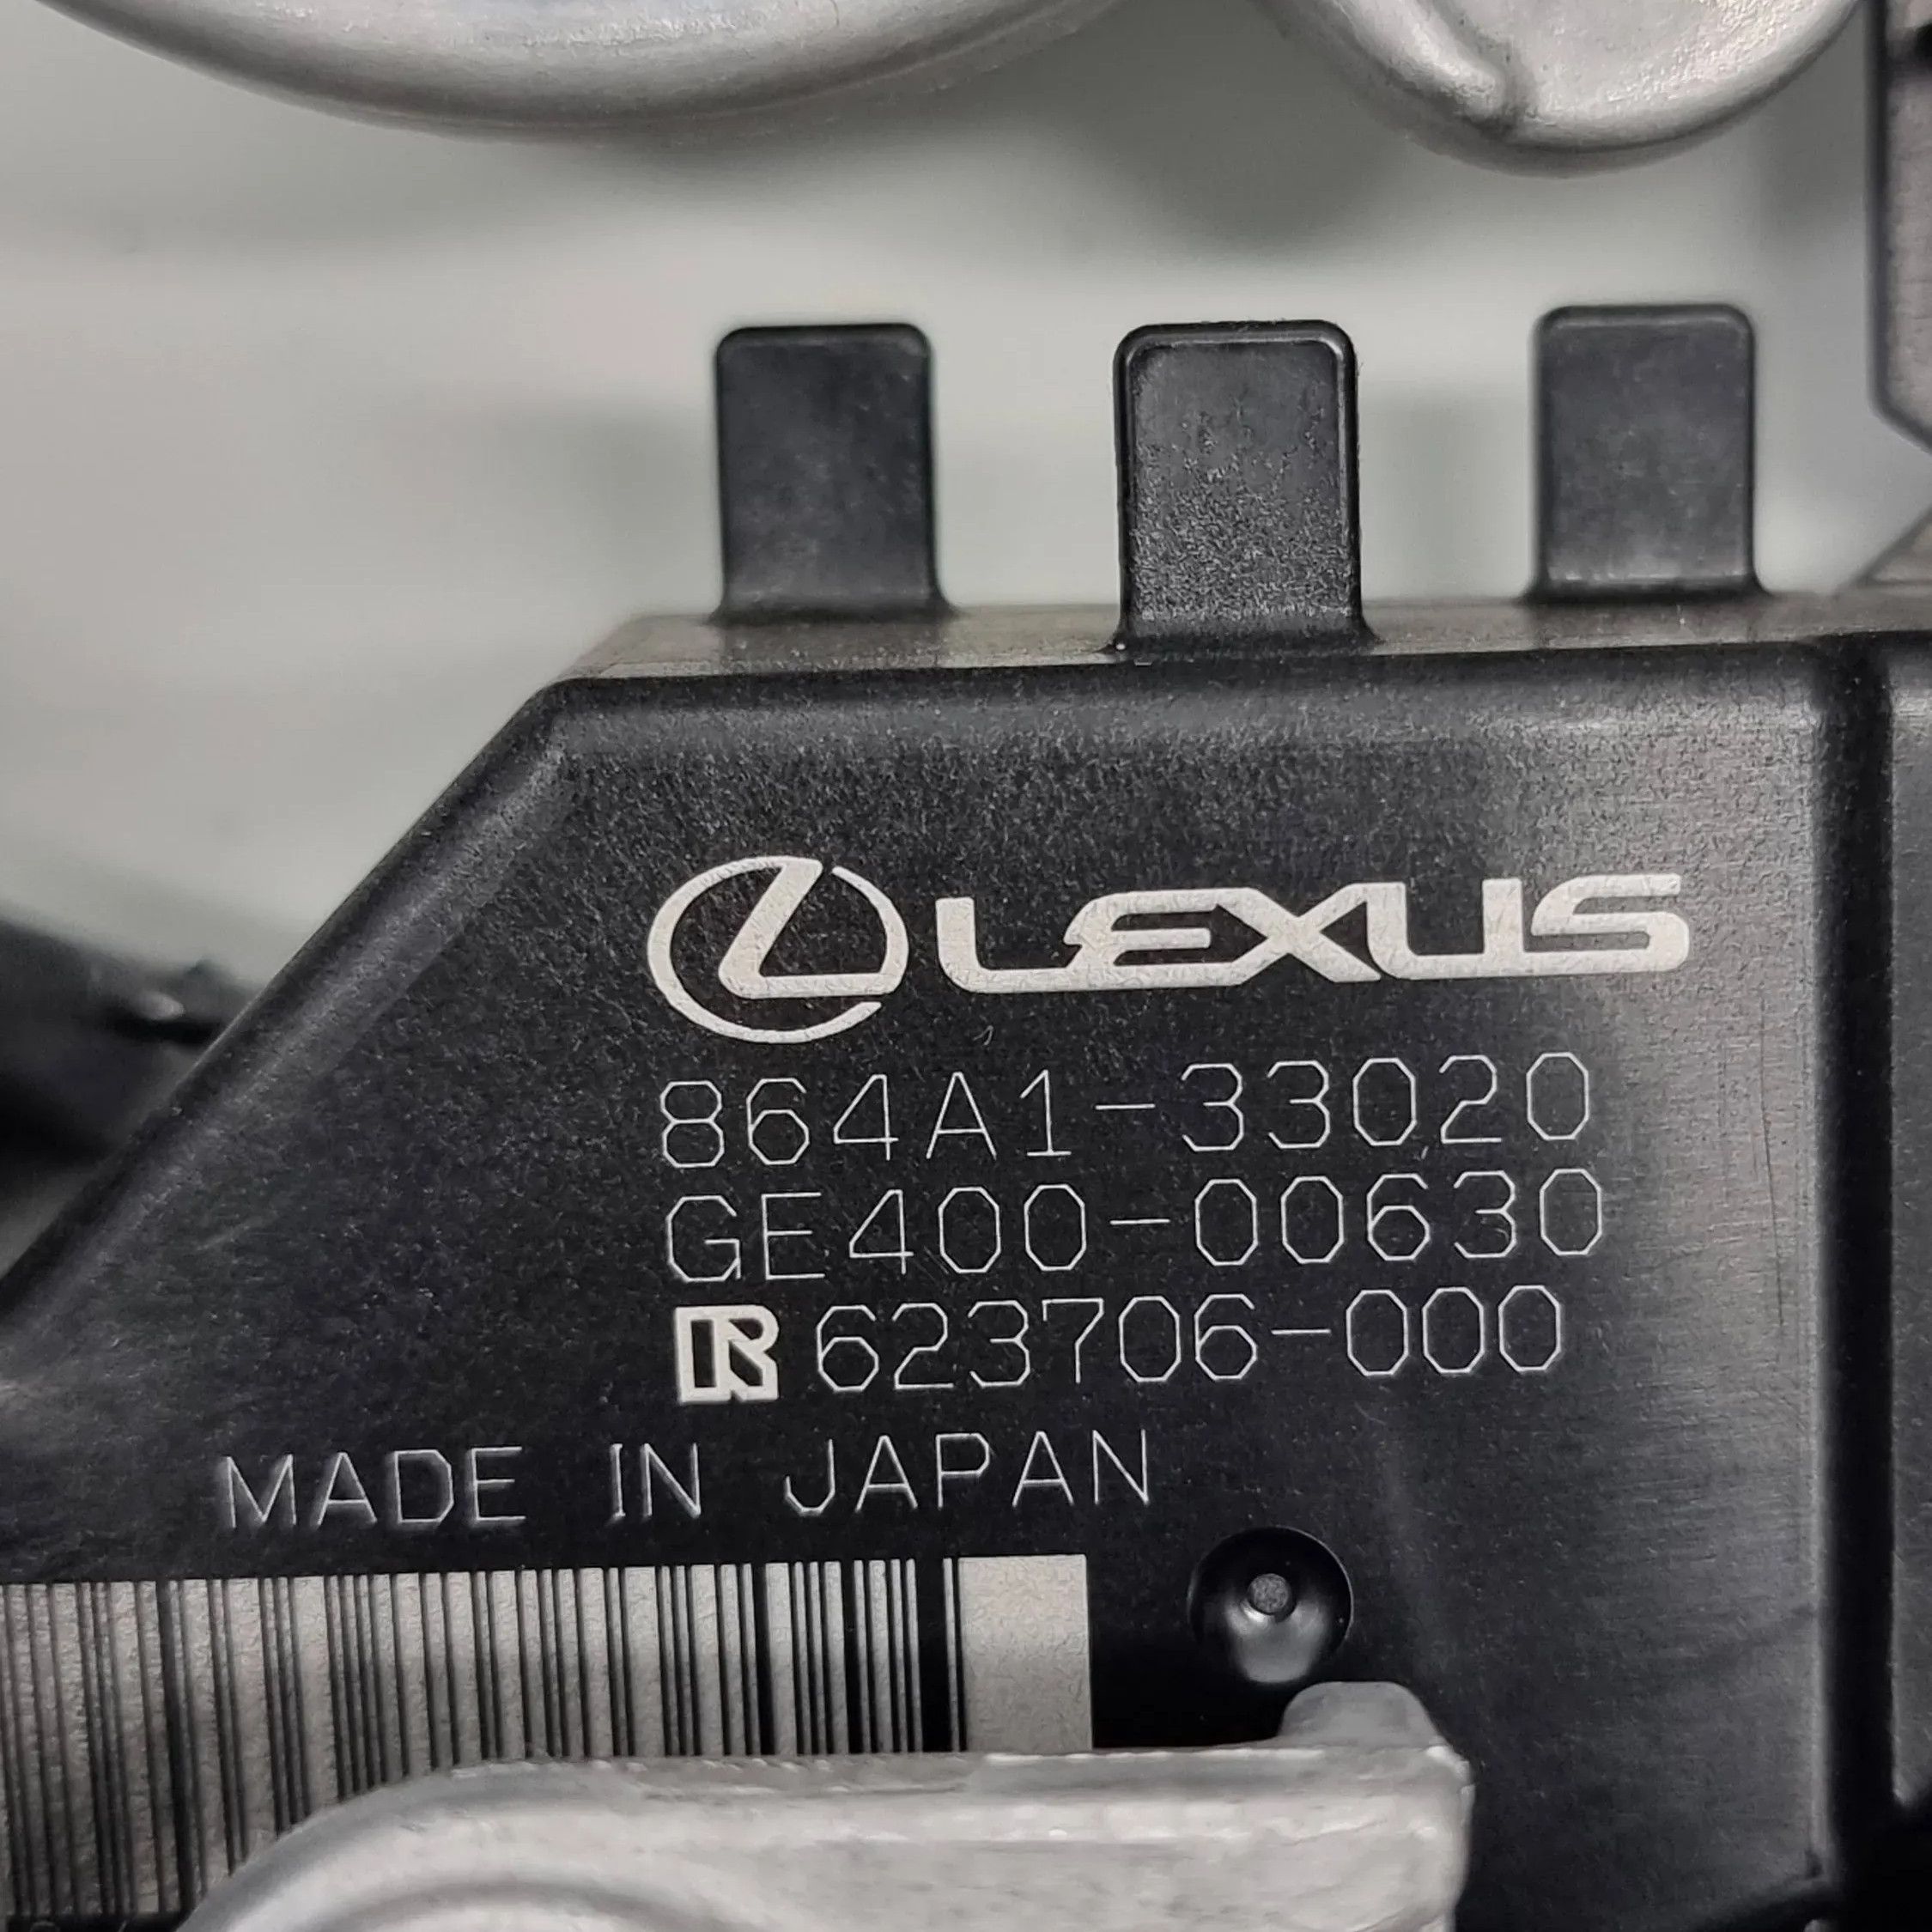 LEXUS
864A1-33020
GE400-00630
R 623706-000
MADE IN JAPAN